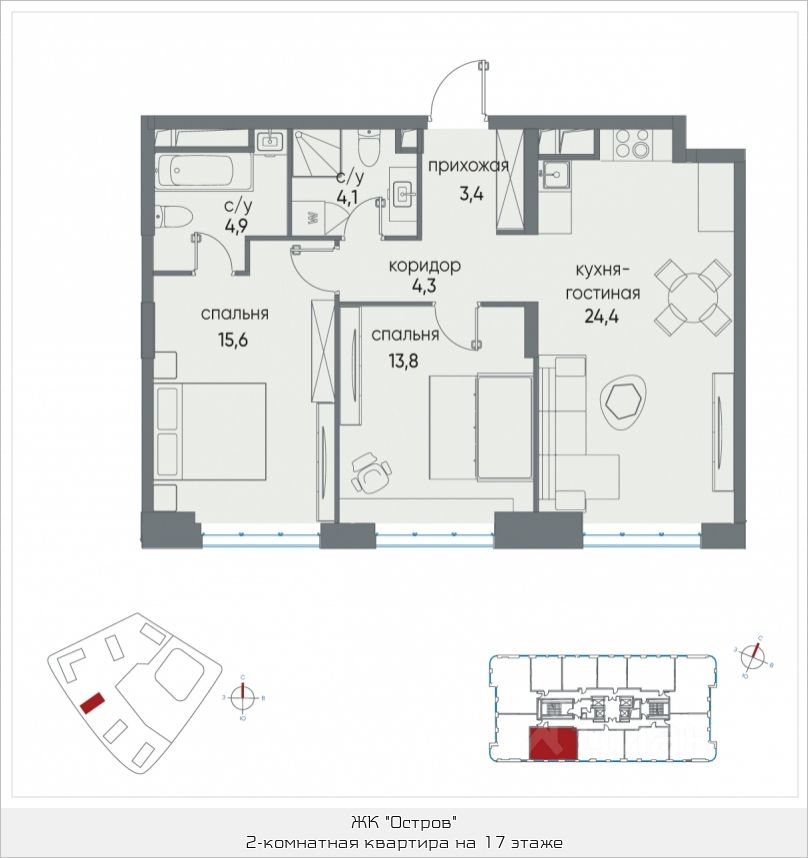 прихожая
3,4
с/у
4,1
с/у
4,9
коридор
4,3
кухня-
гостиная
24,4
спальня
15,6
спальня
13,8
С
З
В
Ю
С
З
В
Ю
ЖК "Остров"
2-комнатная квартира на 17 этаже